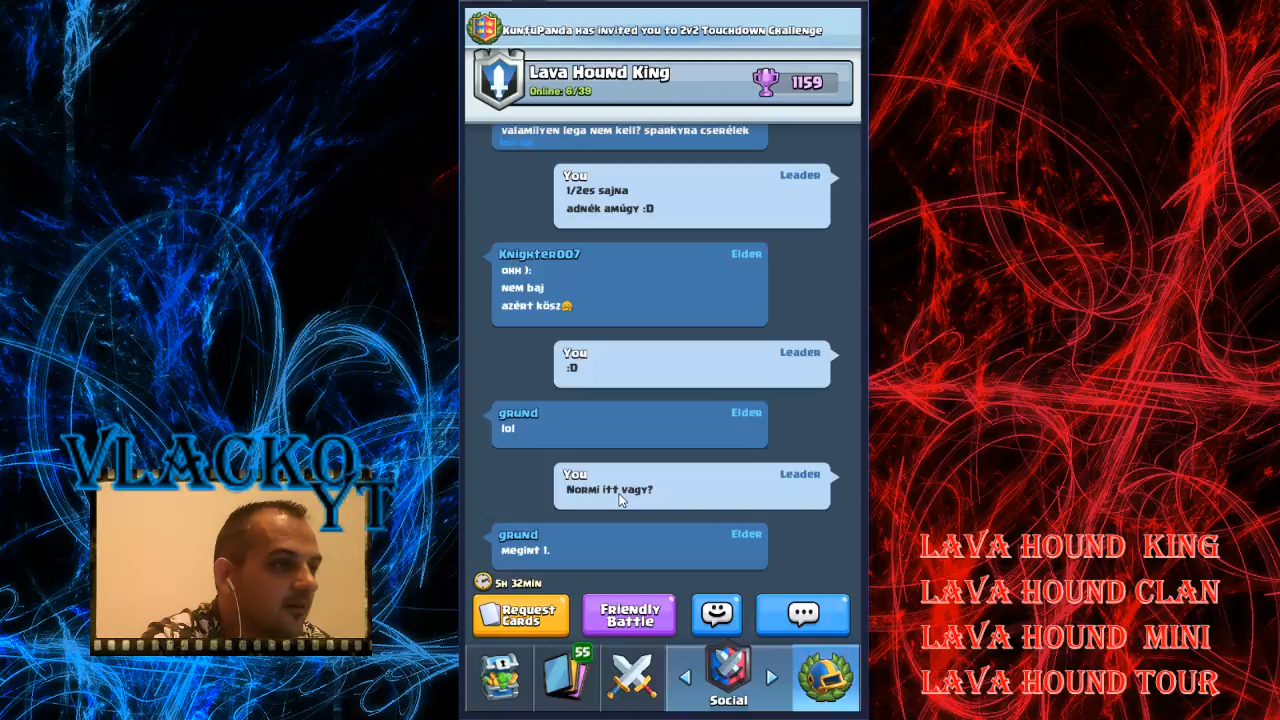 KunfuPanda has invited you to 2v2 Touchdown Challenge
Lava Hound King
Online: 6/39
1159
valamilyen lega nem kell? sparkyra cserélek
You
Leader
1/2es sajna
adnék amúgy :D
Knighter007
Elder
ohh ):
nem baj
azért kösz
You
Leader
:D
grund
Elder
lol
You
Leader
Normi itt vagy?
grund
Elder
megint 1.
5h 32min
Request Cards
Friendly Battle
55
1
Social
VLACKO
YT
LAVA HOUND KING
LAVA HOUND CLAN
LAVA HOUND MINI
LAVA HOUND TOUR